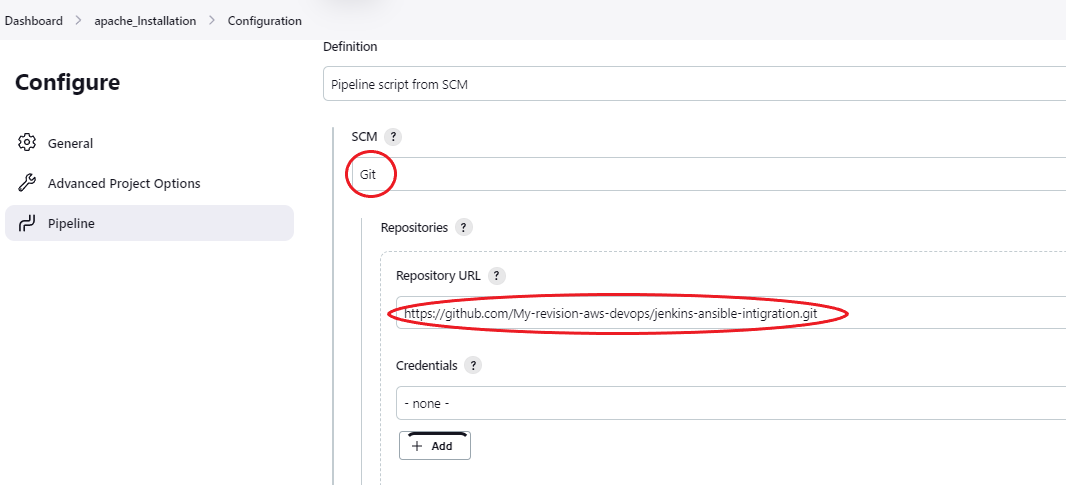 Dashboard > apache_Installation > Configuration
Definition
Configure
Pipeline script from SCM
General
SCM ?
Advanced Project Options
Git
Pipeline
Repositories ?
Repository URL ?
https://github.com/My-revision-aws-devops/jenkins-ansible-intigration.git
Credentials ?
- none -
+ Add